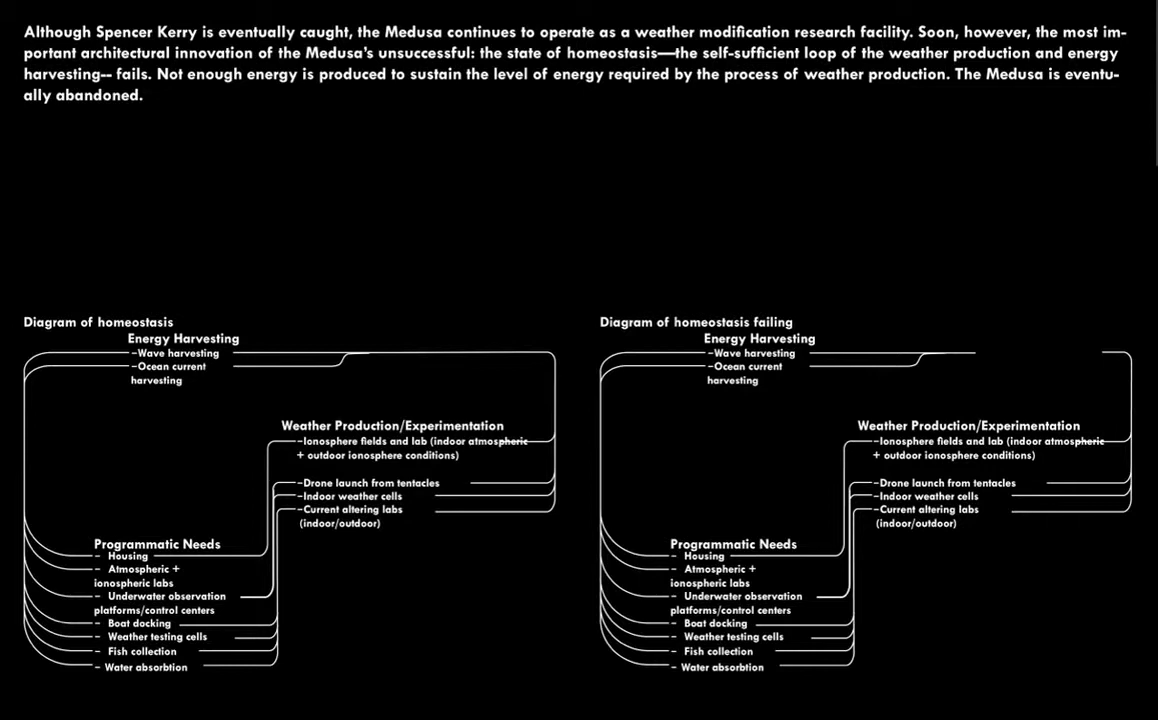 Although Spencer Kerry is eventually caught, the Medusa continues to operate as a weather modification research facility. Soon, however, the most im-
portant architectural innovation of the Medusa's unsuccessful: the state of homeostasis—the self-sufficient loop of the weather production and energy
harvesting-- fails. Not enough energy is produced to sustain the level of energy required by the process of weather production. The Medusa is eventu-
ally abandoned.
Diagram of homeostasis
Energy Harvesting
-Wave harvesting
-Ocean current
harvesting
Weather Production/Experimentation
-Ionosphere fields and lab (indoor atmospheric
+ outdoor ionosphere conditions)
-Drone launch from tentacles
-Indoor weather cells
-Current altering labs
(indoor/outdoor)
Programmatic Needs
- Housing
- Atmospheric +
ionospheric labs
- Underwater observation
platforms/control centers
- Boat docking
- Weather testing cells
- Fish collection
- Water absorbtion
Diagram of homeostasis failing
Energy Harvesting
-Wave harvesting
-Ocean current
harvesting
Weather Production/Experimentation
-Ionosphere fields and lab (indoor atmospheric
+ outdoor ionosphere conditions)
-Drone launch from tentacles
-Indoor weather cells
-Current altering labs
(indoor/outdoor)
Programmatic Needs
- Housing
- Atmospheric +
ionospheric labs
- Underwater observation
platforms/control centers
- Boat docking
- Weather testing cells
- Fish collection
- Water absorbtion